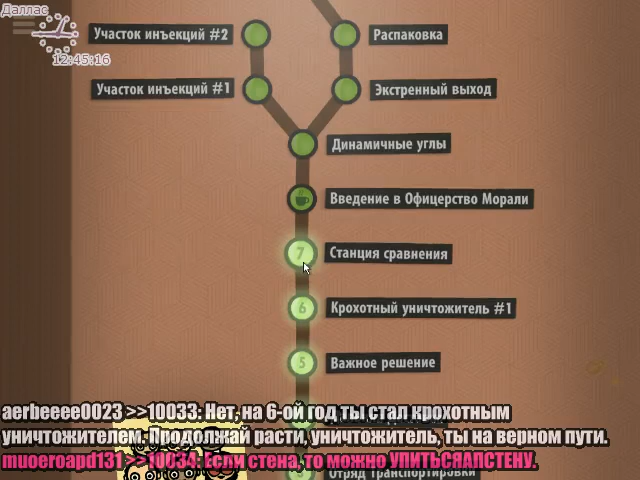 Даллас
12:45:16
Участок инъекций #2
Распаковка
Участок инъекций #1
Экстренный выход
Динамичные углы
Введение в Офицерство Морали
7
Станция сравнения
6
Крохотный уничтожитель #1
5
Важное решение
aerbeeee0023 >>10033: Нет, на 6-ой год ты стал крохотным
уничтожителем. Продолжай расти, уничтожитель, ты на верном пути.
muoeroapd131 >>10034: Если стена, то можно УПИТЬСЯАПСТЕНУ.
Отряд транспортировки